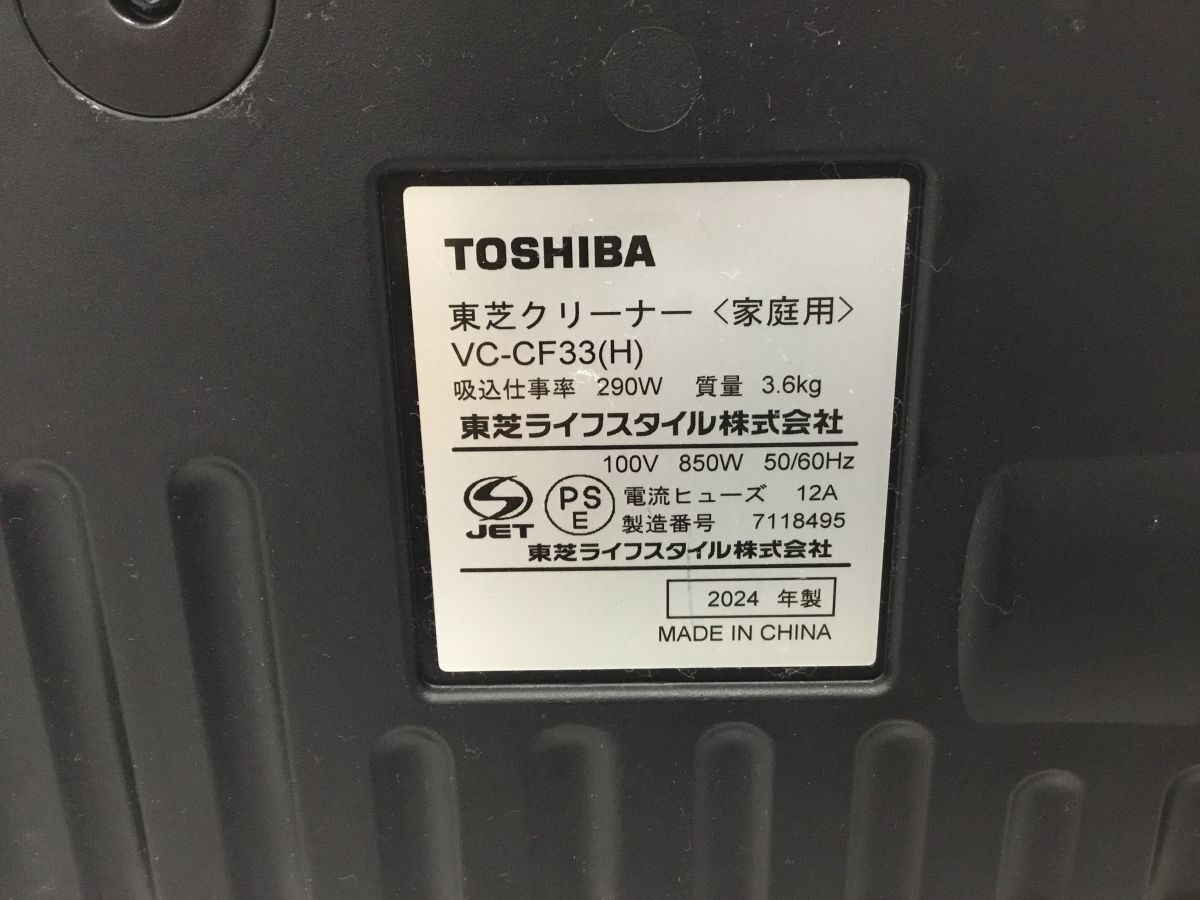 TOSHIBA
東芝クリーナー〈家庭用〉
VC-CF33(H)
吸込仕事率 290W 質量 3.6kg
東芝ライフスタイル株式会社
100V 850W 50/60Hz
JET PS E 電流ヒューズ 12A
製造番号 7118495
東芝ライフスタイル株式会社
2024 年製
MADE IN CHINA